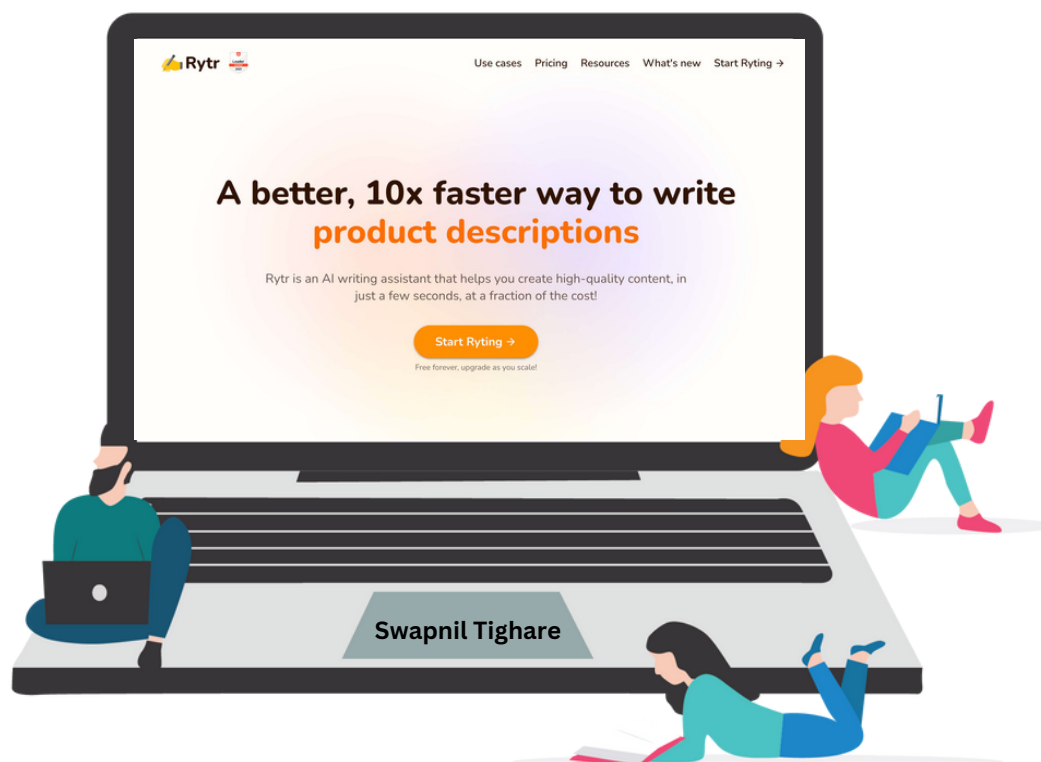 Rytr
Use cases Pricing Resources What's new Start Ryting →
A better, 10x faster way to write
product descriptions
Rytr is an AI writing assistant that helps you create high-quality content, in
just a few seconds, at a fraction of the cost!
Start Ryting →
Free forever, upgrade as you scale!
Swapnil Tighare